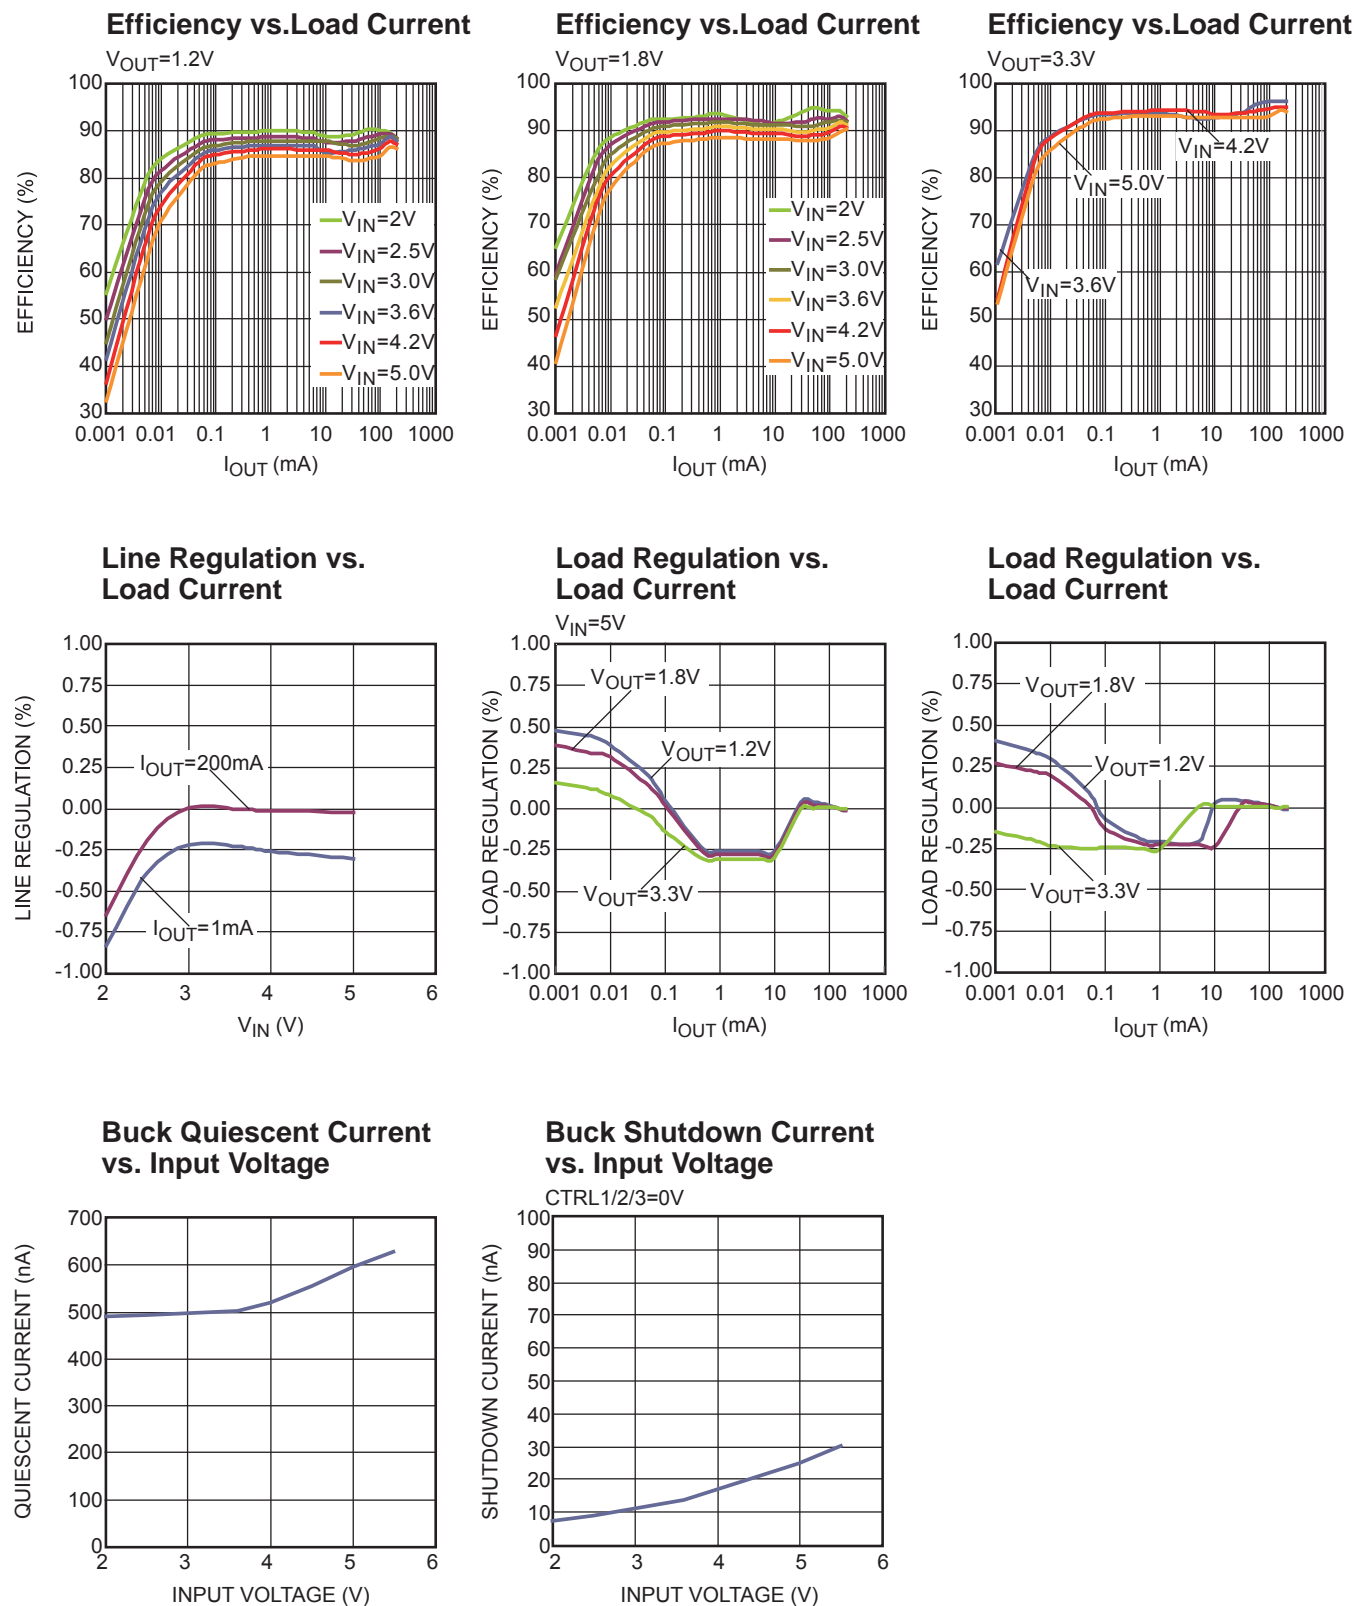 Efficiency vs.Load Current
VOUT=1.2V
EFFICIENCY (%)
100
90
80
70
60
50
40
30
VIN=2V
VIN=2.5V
VIN=3.0V
VIN=3.6V
VIN=4.2V
VIN=5.0V
0.001 0.01 0.1 1 10 100 1000
IOUT (mA)
Efficiency vs.Load Current
VOUT=1.8V
EFFICIENCY (%)
100
90
80
70
60
50
40
30
VIN=2V
VIN=2.5V
VIN=3.0V
VIN=3.6V
VIN=4.2V
VIN=5.0V
0.001 0.01 0.1 1 10 100 1000
IOUT (mA)
Efficiency vs.Load Current
VOUT=3.3V
EFFICIENCY (%)
100
90
80
70
60
50
40
30
VIN=4.2V
VIN=5.0V
VIN=3.6V
0.001 0.01 0.1 1 10 100 1000
IOUT (mA)
Line Regulation vs.
Load Current
LINE REGULATION (%)
1.00
0.75
0.50
0.25
0.00
-0.25
-0.50
-0.75
-1.00
IOUT=200mA
IOUT=1mA
2 3 4 5 6
VIN (V)
Load Regulation vs.
Load Current
VIN=5V
LOAD REGULATION (%)
1.00
0.75
0.50
0.25
0.00
-0.25
-0.50
-0.75
-1.00
VOUT=1.8V
VOUT=1.2V
VOUT=3.3V
0.001 0.01 0.1 1 10 100 1000
IOUT (mA)
Load Regulation vs.
Load Current
LOAD REGULATION (%)
1.00
0.75
0.50
0.25
0.00
-0.25
-0.50
-0.75
-1.00
VOUT=1.8V
VOUT=1.2V
VOUT=3.3V
0.001 0.01 0.1 1 10 100 1000
IOUT (mA)
Buck Quiescent Current
vs. Input Voltage
QUIESCENT CURRENT (nA)
700
600
500
400
300
200
100
0
2 3 4 5 6
INPUT VOLTAGE (V)
Buck Shutdown Current
vs. Input Voltage
CTRL1/2/3=0V
SHUTDOWN CURRENT (nA)
100
90
80
70
60
50
40
30
20
10
0
2 3 4 5 6
INPUT VOLTAGE (V)